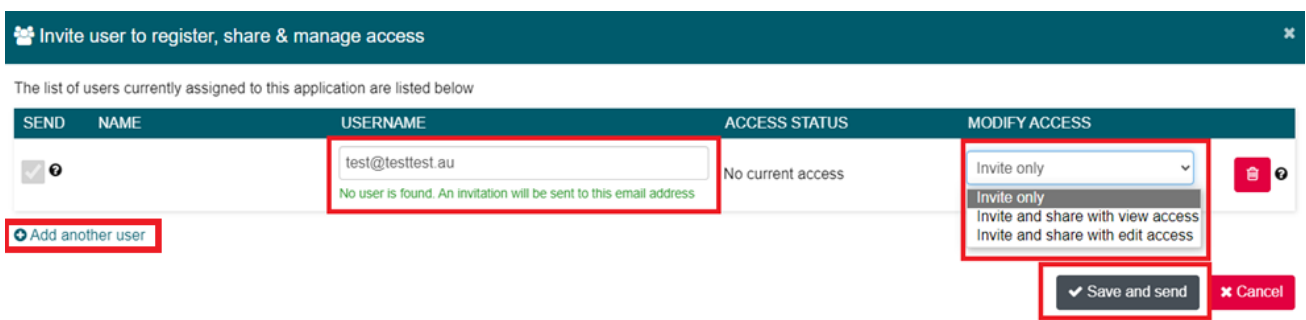 Invite user to register, share & manage access
The list of users currently assigned to this application are listed below
SEND NAME USERNAME ACCESS STATUS MODIFY ACCESS
test@testtest.au No current access Invite only
No user is found. An invitation will be sent to this email address
Invite only
Invite and share with view access
Invite and share with edit access
Add another user
Save and send Cancel